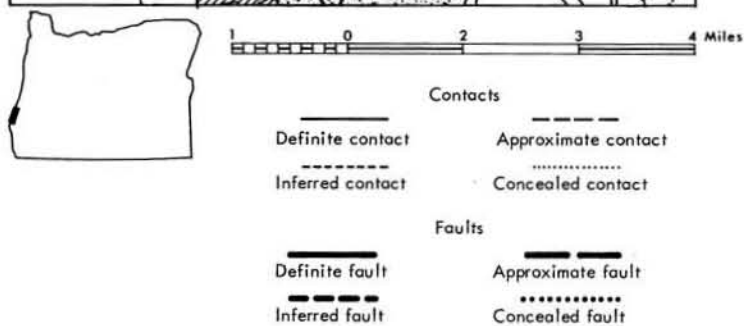 1 0 2 3 4 Miles
Contacts
Definite contact Approximate contact
Inferred contact Concealed contact
Faults
Definite fault Approximate fault
Inferred fault Concealed fault